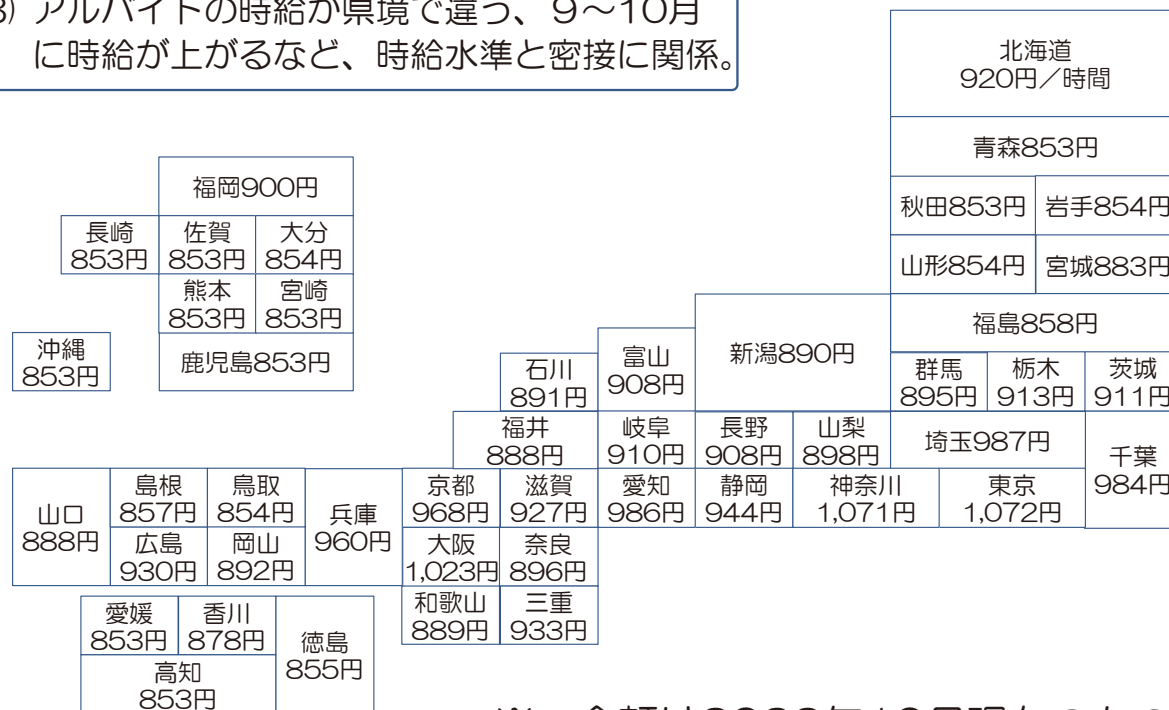 アルバイトの時給が県境で違う、9～10月
に時給が上がるなど、時給水準と密接に関係。
北海道
920円／時間
青森853円
秋田853円
岩手854円
山形854円
宮城883円
福島858円
福岡900円
長崎
853円
佐賀
853円
大分
854円
熊本
853円
宮崎
853円
鹿児島853円
沖縄
853円
石川
891円
富山
908円
新潟890円
群馬
895円
栃木
913円
茨城
911円
福井
888円
岐阜
910円
長野
908円
山梨
898円
埼玉987円
千葉
984円
山口
888円
島根
857円
鳥取
854円
兵庫
960円
京都
968円
滋賀
927円
愛知
986円
静岡
944円
神奈川
1,071円
東京
1,072円
広島
930円
岡山
892円
大阪
1,023円
奈良
896円
和歌山
889円
三重
933円
愛媛
853円
香川
878円
徳島
855円
高知
853円